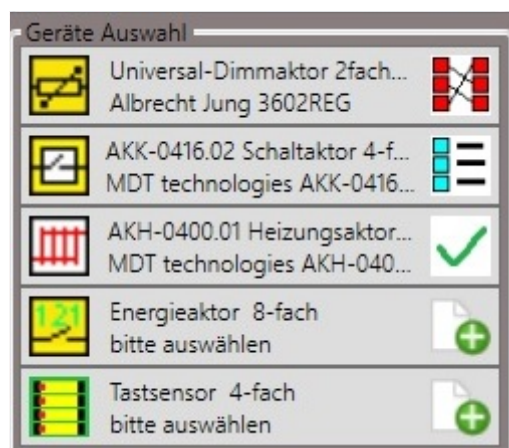 Geräte Auswahl
Universal-Dimmaktor 2fach...
Albrecht Jung 3602REG
AKK-0416.02 Schaltaktor 4-f...
MDT technologies AKK-0416...
AKH-0400.01 Heizungsaktor...
MDT technologies AKH-040...
121
Energieaktor 8-fach
bitte auswählen
Tastsensor 4-fach
bitte auswählen